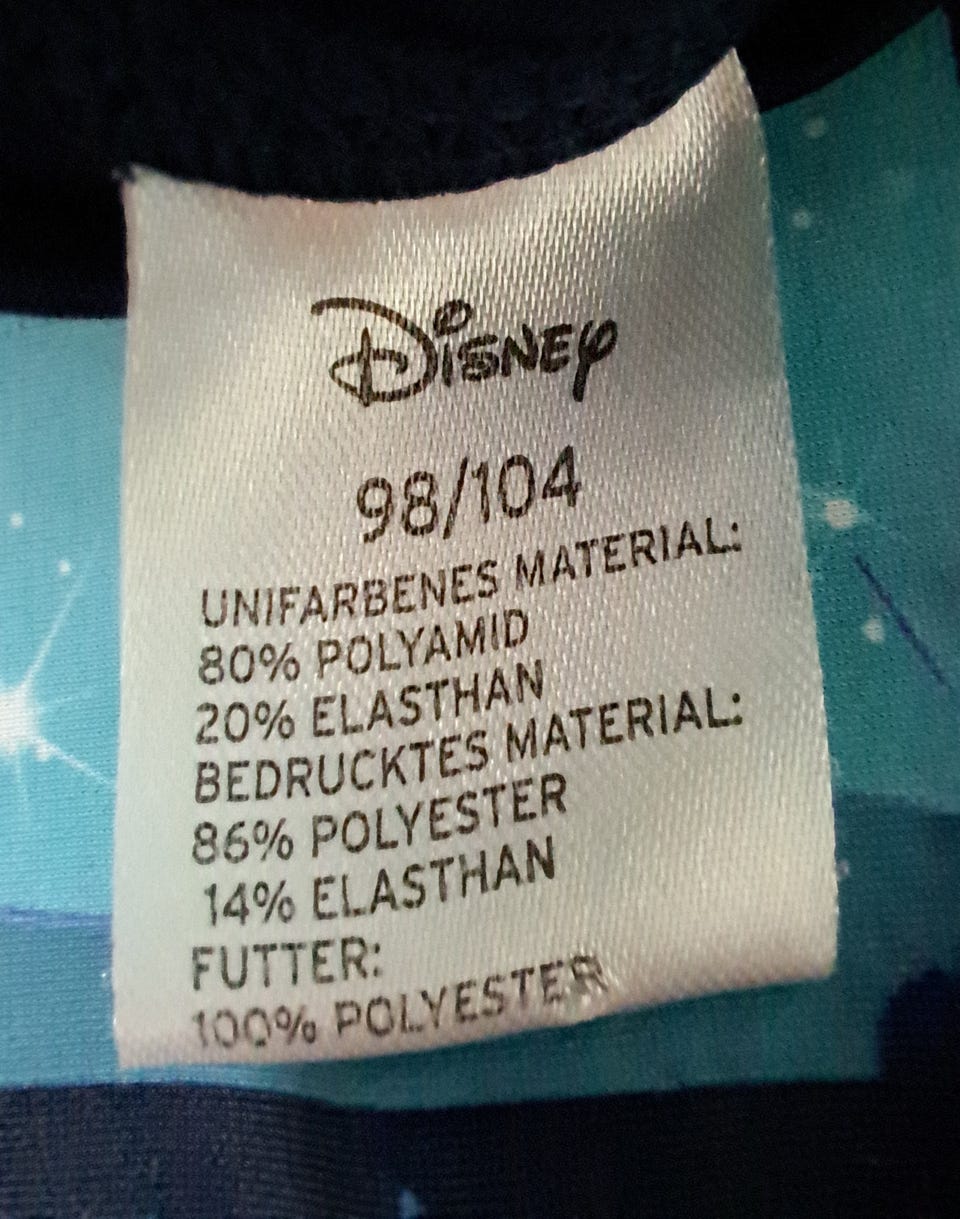 Disney
98/104
UNIFARBENES MATERIAL:
80% POLYAMID
20% ELASTHAN
BEDRUCKTES MATERIAL:
86% POLYESTER
14% ELASTHAN
FUTTER:
100% POLYESTER